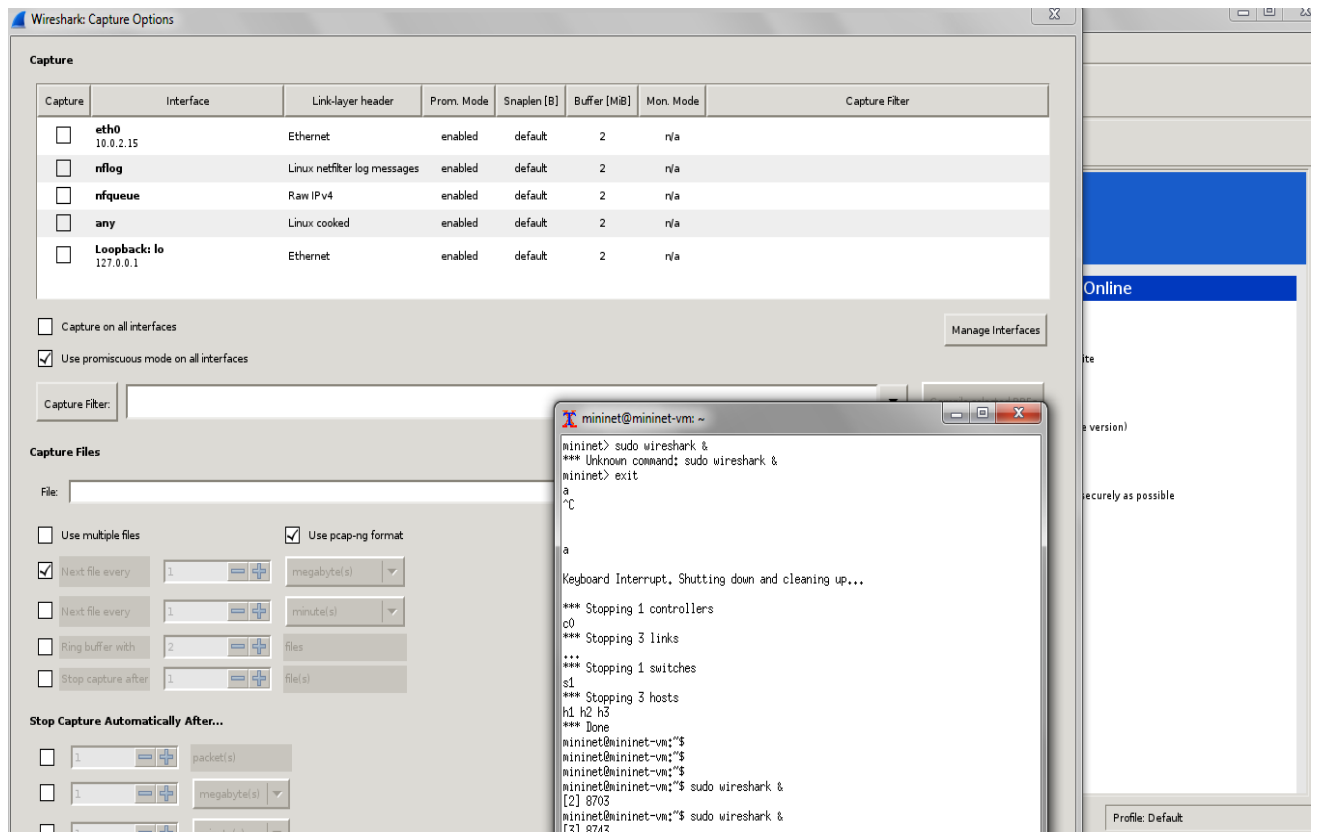 Wireshark: Capture Options
Capture
Capture Interface Link-layer header Prom. Mode Snaplen [B] Buffer [MiB] Mon. Mode Capture Filter
eth0
10.0.2.15
Ethernet enabled default 2 n/a
nflog Linux netfilter log messages enabled default 2 n/a
nfqueue Raw IPv4 enabled default 2 n/a
any Linux cooked enabled default 2 n/a
Loopback: lo
127.0.0.1
Ethernet enabled default 2 n/a
Capture on all interfaces
Manage Interfaces
Use promiscuous mode on all interfaces
Capture Filter:
Capture Files
File:
Use multiple files Use pcap-ng format
Next file every 1 megabyte(s)
Next file every 1 minute(s)
Ring buffer with 2 files
Stop capture after 1 file(s)
Stop Capture Automatically After...
1 packet(s)
1 megabyte(s)
1
mininet@mininet-vm: ~
mininet> sudo wireshark &
*** Unknown command: sudo wireshark &
mininet> exit
a
^C
a
Keyboard Interrupt. Shutting down and cleaning up...
*** Stopping 1 controllers
c0
*** Stopping 3 links
...
*** Stopping 1 switches
s1
*** Stopping 3 hosts
h1 h2 h3
*** Done
mininet@mininet-vm:~$
mininet@mininet-vm:~$
mininet@mininet-vm:~$
mininet@mininet-vm:~$ sudo wireshark &
[2] 8703
mininet@mininet-vm:~$ sudo wireshark &
[3] 8743
Online
ite
e version)
securely as possible
Profile: Default